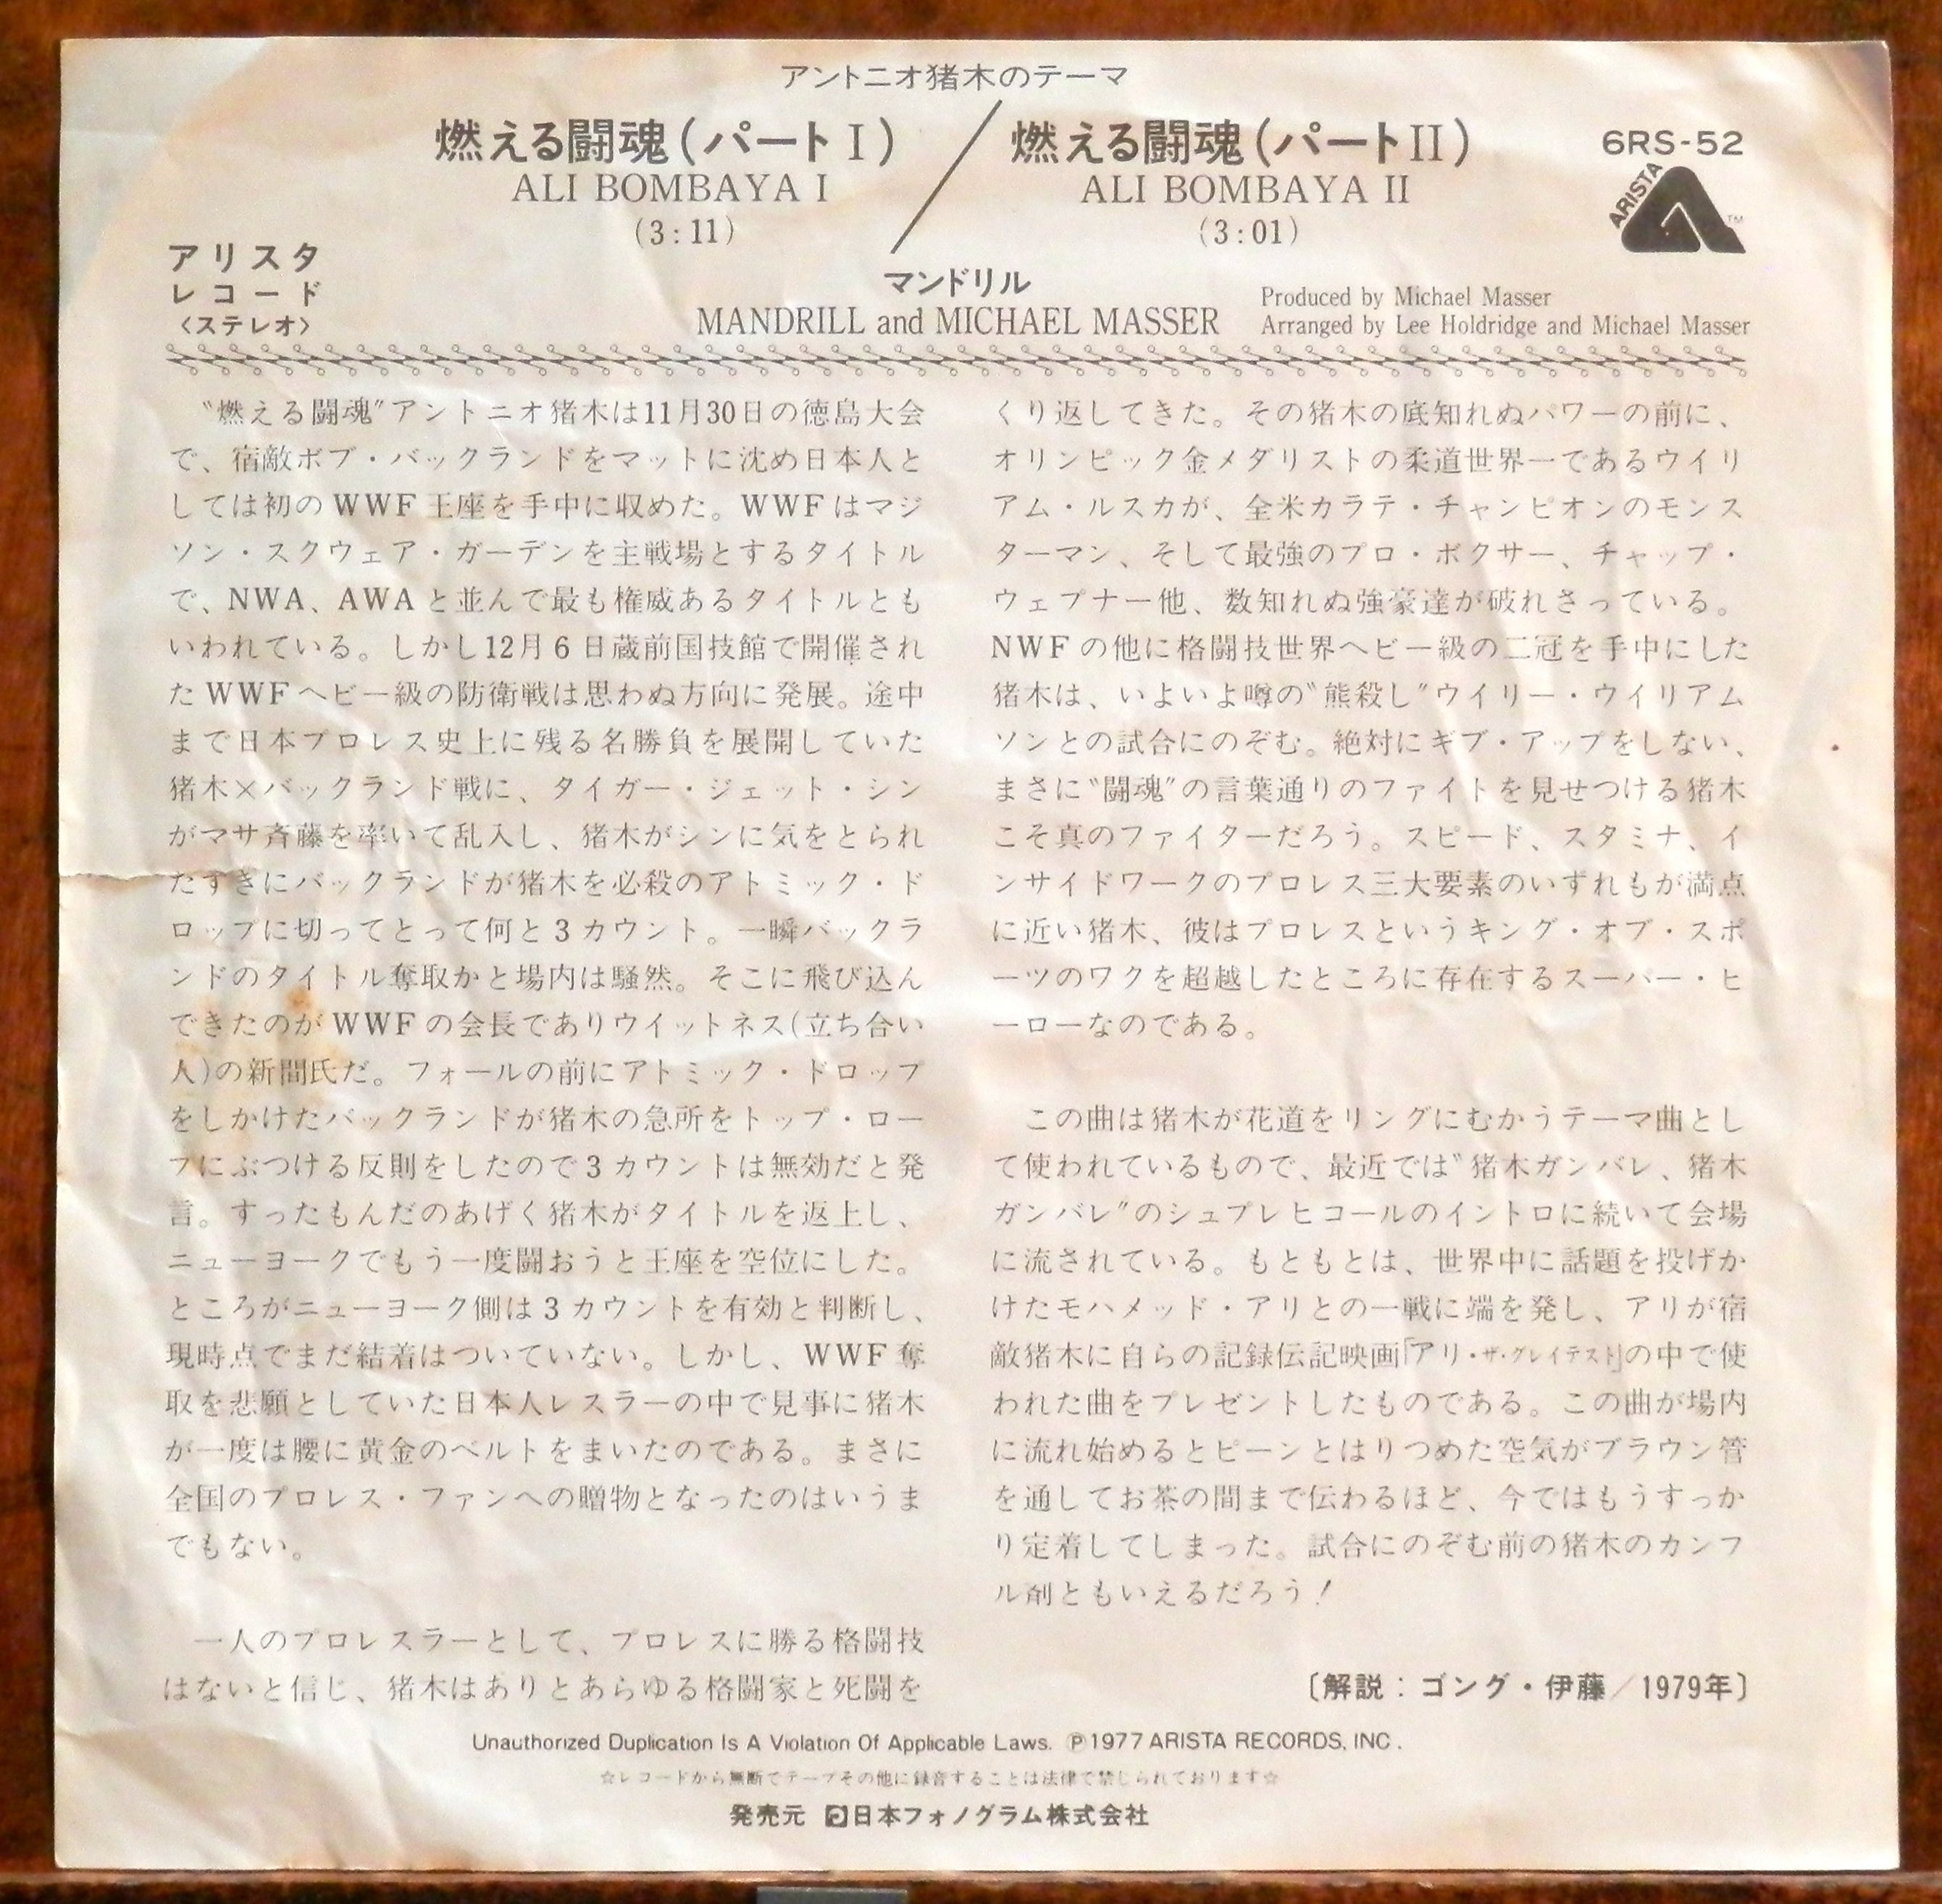 アントニオ猪木のテーマ
燃える闘魂(パートI)／燃える闘魂(パートII)
ALI BOMBAYA I
(3:11)
ALI BOMBAYA II
(3:01)
6RS-52
ARISTA
TM
アリスタ
レコード
〈ステレオ〉
マンドリル
MANDRILL and MICHAEL MASSER
Produced by Michael Masser
Arranged by Lee Holdridge and Michael Masser
〝燃える闘魂″アントニオ猪木は11月30日の徳島大会
で、宿敵ボブ・バックランドをマットに沈め日本人と
しては初のWWF王座を手中に収めた。WWFはマジ
ソン・スクウェア・ガーデンを主戦場とするタイトル
で、NWA、AWAと並んで最も権威あるタイトルとも
いわれている。しかし12月6日蔵前国技館で開催され
たWWFヘビー級の防衛戦は思わぬ方向に発展。途中
まで日本プロレス史上に残る名勝負を展開していた
猪木×バックランド戦に、タイガー・ジェット・シン
がマサ斉藤を率いて乱入し、猪木がシンに気をとられ
たすきにバックランドが猪木を必殺のアトミック・ド
ロップに切ってとって何と3カウント。一瞬バックラ
ンドのタイトル奪取かと場内は騒然。そこに飛び込ん
できたのがWWFの会長でありウイットネス(立ち合い
人)の新間氏だ。フォールの前にアトミック・ドロップ
をしかけたバックランドが猪木の急所をトップ・ロー
プにぶつける反則をしたので3カウントは無効だと発
言。すったもんだのあげく猪木がタイトルを返上し、
ニューヨークでもう一度闘おうと王座を空位にした。
ところがニューヨーク側は3カウントを有効と判断し、
現時点でまだ結着はついていない。しかし、WWF奪
取を悲願としていた日本人レスラーの中で見事に猪木
が一度は腰に黄金のベルトをまいたのである。まさに
全国のプロレス・ファンへの贈物となったのはいうま
でもない。
一人のプロレスラーとして、プロレスに勝る格闘技
はないと信じ、猪木はありとあらゆる格闘家と死闘を
くり返してきた。その猪木の底知れぬパワーの前に、
オリンピック金メダリストの柔道世界一であるウイリ
アム・ルスカが、全米カラテ・チャンピオンのモンス
ターマン、そして最強のプロ・ボクサー、チャップ・
ウェプナー他、数知れぬ強豪達が破れさっている。
NWFの他に格闘技世界ヘビー級の二冠を手中にした
猪木は、いよいよ噂の〝熊殺し″ウイリー・ウイリアム
ソンとの試合にのぞむ。絶対にギブ・アップをしない、
まさに〝闘魂″の言葉通りのファイトを見せつける猪木
こそ真のファイターだろう。スピード、スタミナ、イ
ンサイドワークのプロレス三大要素のいずれもが満点
に近い猪木、彼はプロレスというキング・オブ・スポ
ーツのワクを超越したところに存在するスーパー・ヒ
ーローなのである。
この曲は猪木が花道をリングにむかうテーマ曲とし
て使われているもので、最近では〝猪木ガンバレ、猪木
ガンバレ″のシュプレヒコールのイントロに続いて会場
に流されている。もともとは、世界中に話題を投げか
けたモハメッド・アリとの一戦に端を発し、アリが宿
敵猪木に自らの記録伝記映画「アリ・ザ・グレイテスト」の中で使
われた曲をプレゼントしたものである。この曲が場内
に流れ始めるとピーンとはりつめた空気がブラウン管
を通してお茶の間まで伝わるほど、今ではもうすっか
り定着してしまった。試合にのぞむ前の猪木のカンフ
ル剤ともいえるだろう！
〔解説：ゴング・伊藤／1979年〕
Unauthorized Duplication Is A Violation Of Applicable Laws. Ⓟ1977 ARISTA RECORDS, INC.
☆レコードから無断でテープその他に録音することは法律で禁じられております☆
発売元 日本フォノグラム株式会社